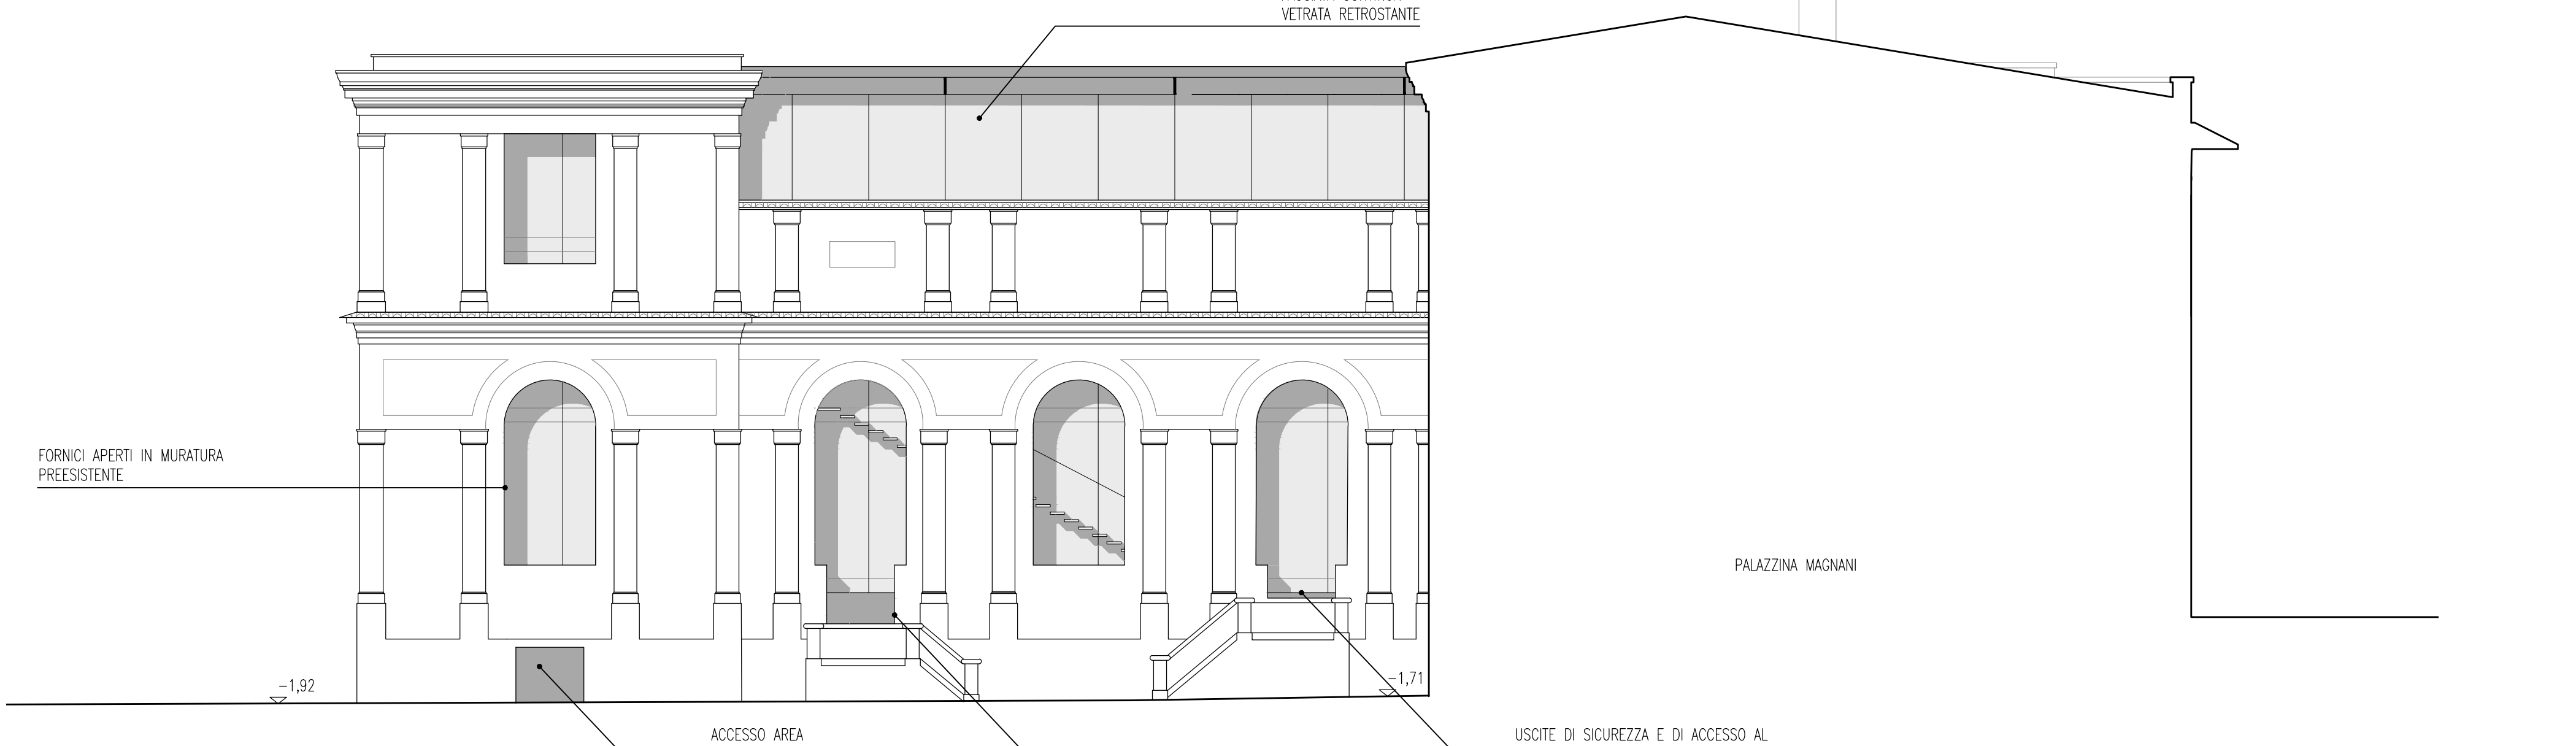 VETRATA RETROSTANTE
FORNICI APERTI IN MURATURA
PREESISTENTE
PALAZZINA MAGNANI
-1,92
-1,71
ACCESSO AREA
USCITE DI SICUREZZA E DI ACCESSO AL